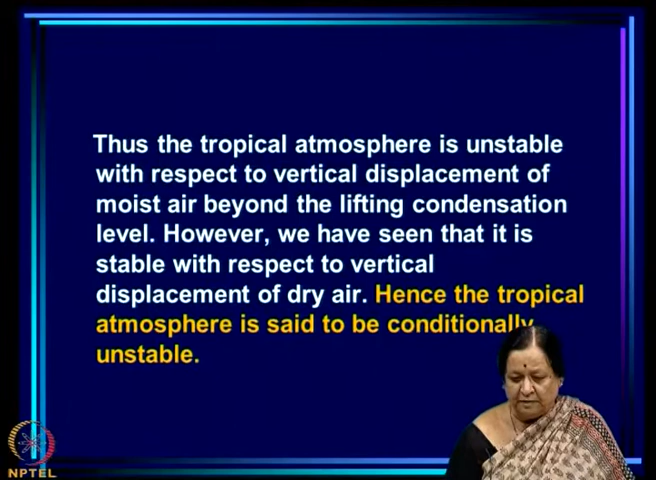 Thus the tropical atmosphere is unstable
with respect to vertical displacement of
moist air beyond the lifting condensation
level. However, we have seen that it is
stable with respect to vertical
displacement of dry air. Hence the tropical
atmosphere is said to be conditionally
unstable.
NPTEL